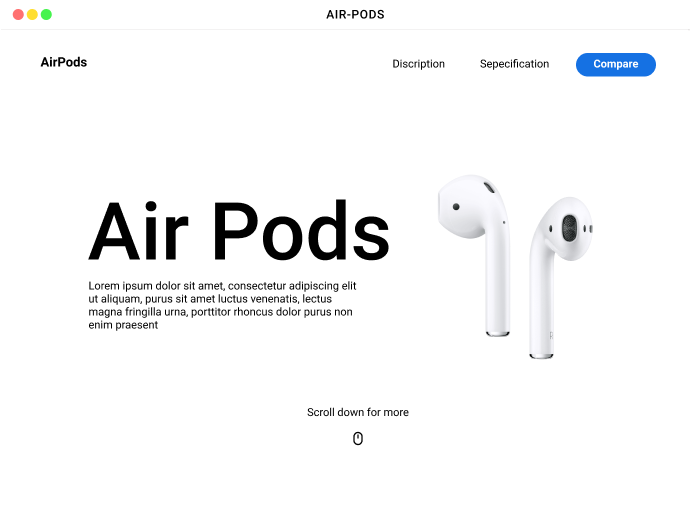 AIR-PODS
AirPods
Discription
Sepecification
Compare
Air Pods
Lorem ipsum dolor sit amet, consectetur adipiscing elit
ut aliquam, purus sit amet luctus venenatis, lectus
magna fringilla urna, porttitor rhoncus dolor purus non
enim praesent
Scroll down for more